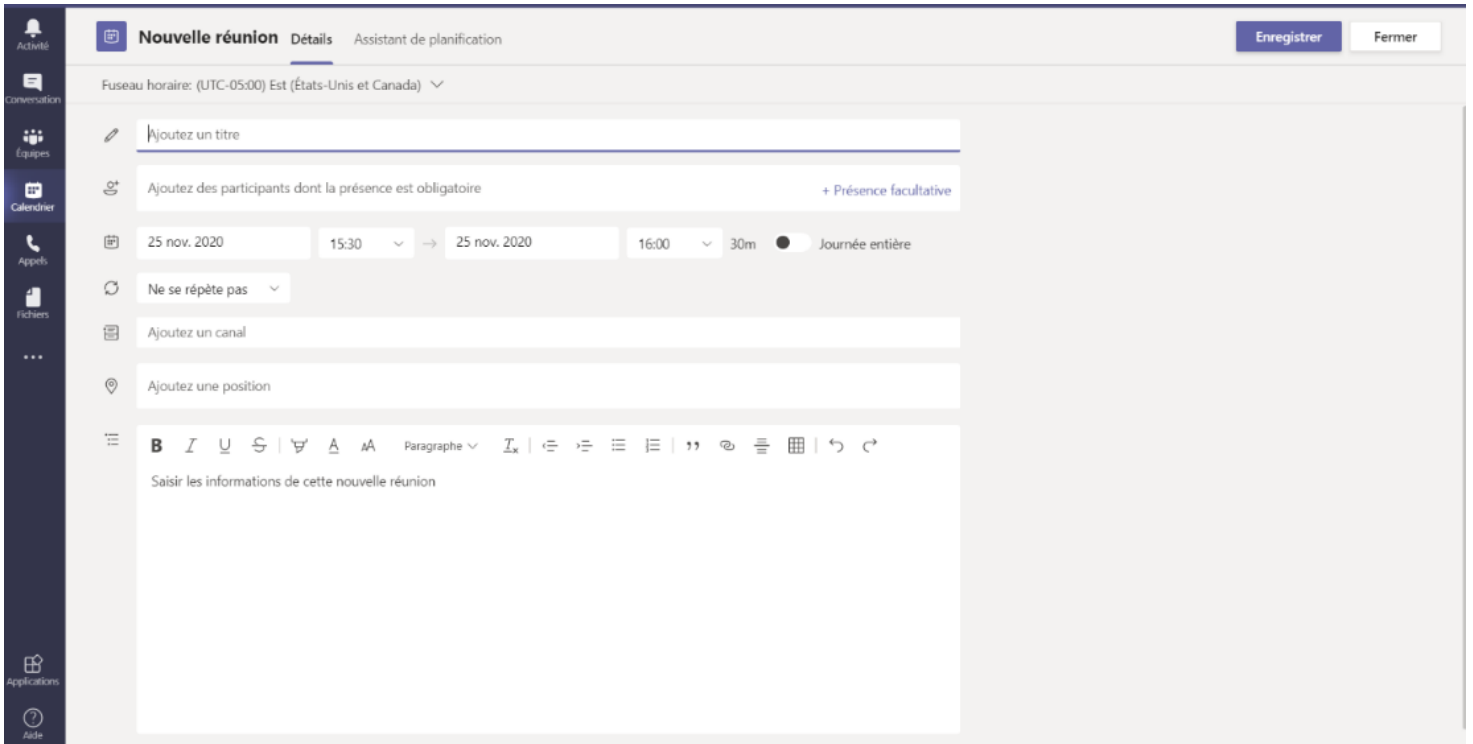 Activité
Conversation
Équipes
Calendrier
Appels
Fichiers
Applications
Aide
Nouvelle réunion Détails Assistant de planification Enregistrer Fermer
Fuseau horaire: (UTC-05:00) Est (États-Unis et Canada)
Ajoutez un titre
Ajoutez des participants dont la présence est obligatoire + Présence facultative
25 nov. 2020 15:30 → 25 nov. 2020 16:00 30m Journée entière
Ne se répète pas
Ajoutez un canal
Ajoutez une position
B I U S A AA Paragraphe Ix
Saisir les informations de cette nouvelle réunion